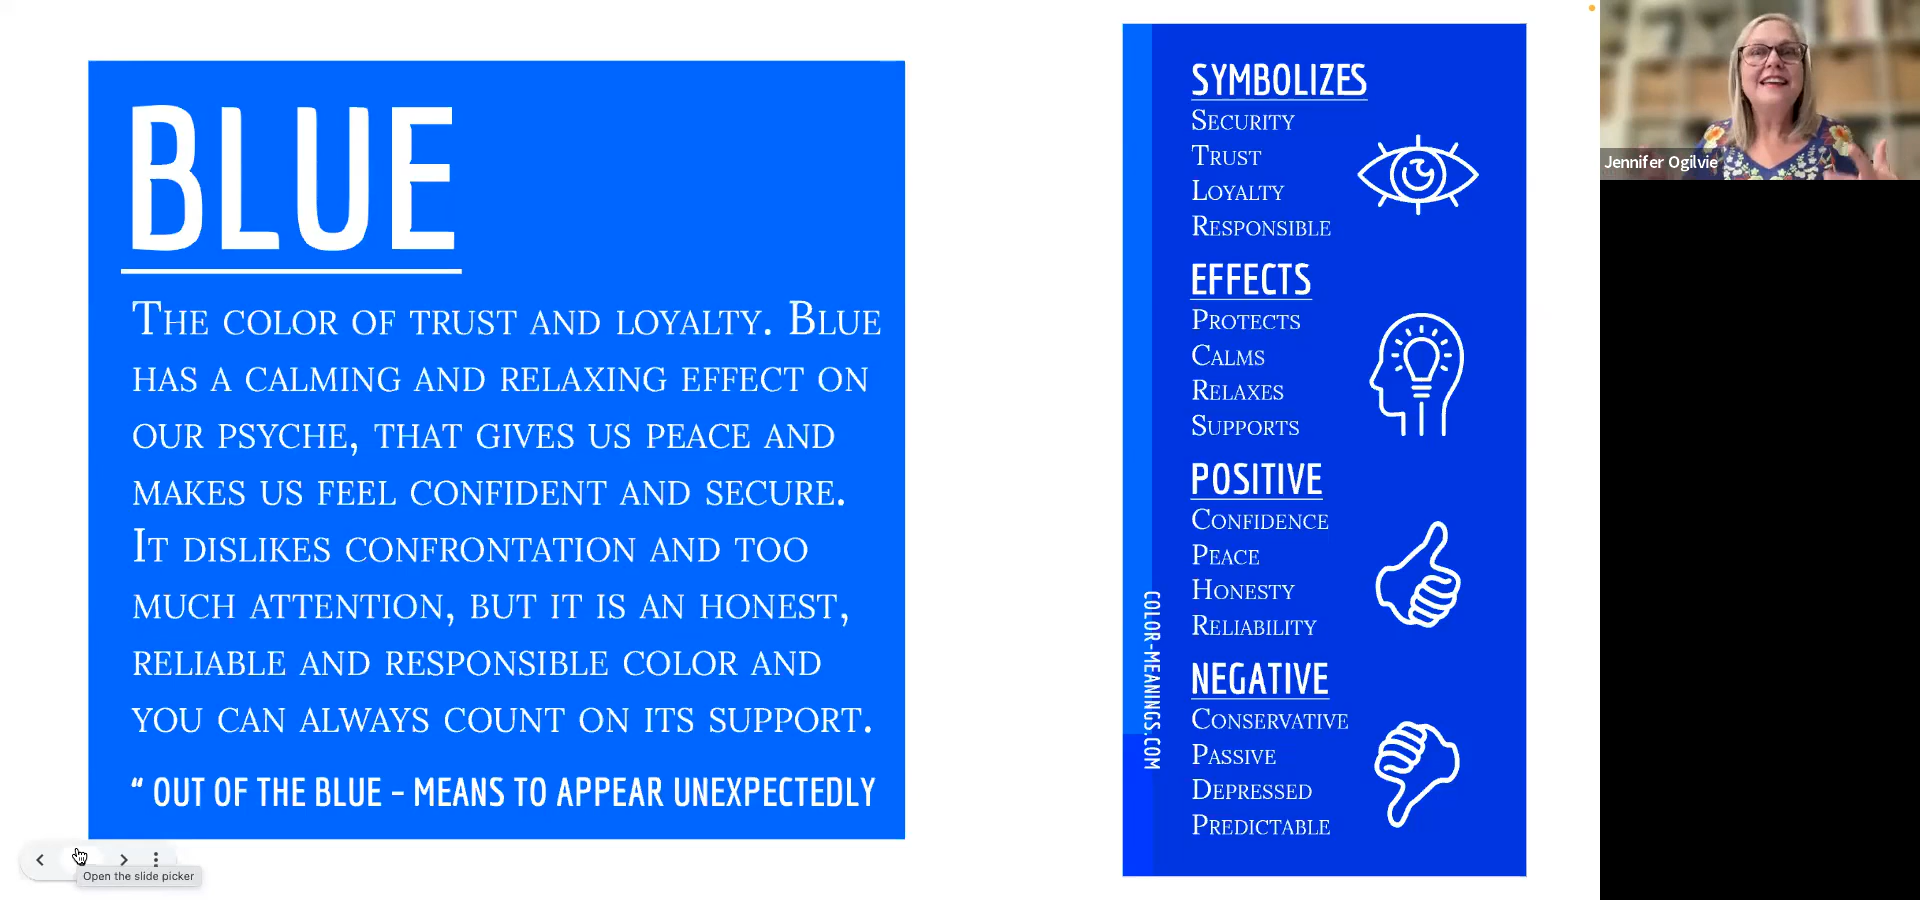 BLUE
The color of trust and loyalty. Blue
has a calming and relaxing effect on
our psyche, that gives us peace and
makes us feel confident and secure.
It dislikes confrontation and too
much attention, but it is an honest,
reliable and responsible color and
you can always count on its support.
“ OUT OF THE BLUE - MEANS TO APPEAR UNEXPECTEDLY
SYMBOLIZES
Security
Trust
Loyalty
Responsible
EFFECTS
Protects
Calms
Relaxes
Supports
POSITIVE
Confidence
Peace
Honesty
Reliability
NEGATIVE
Conservative
Passive
Depressed
Predictable
COLOR-MEANINGS.COM
Jennifer Ogilvie
Open the slide picker